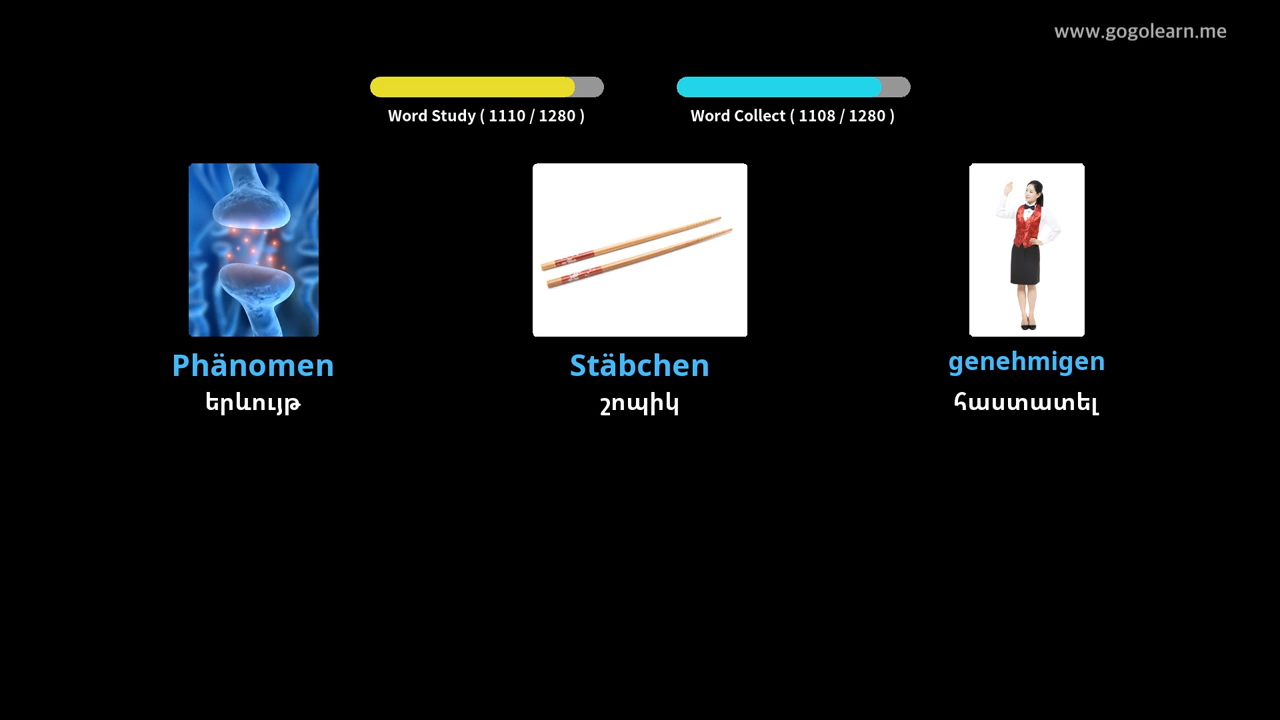 www.gogolearn.me
Word Study ( 1110 / 1280 )
Word Collect ( 1108 / 1280 )
Phänomen
երևույթ
Stäbchen
շոպիկ
genehmigen
հաստատել